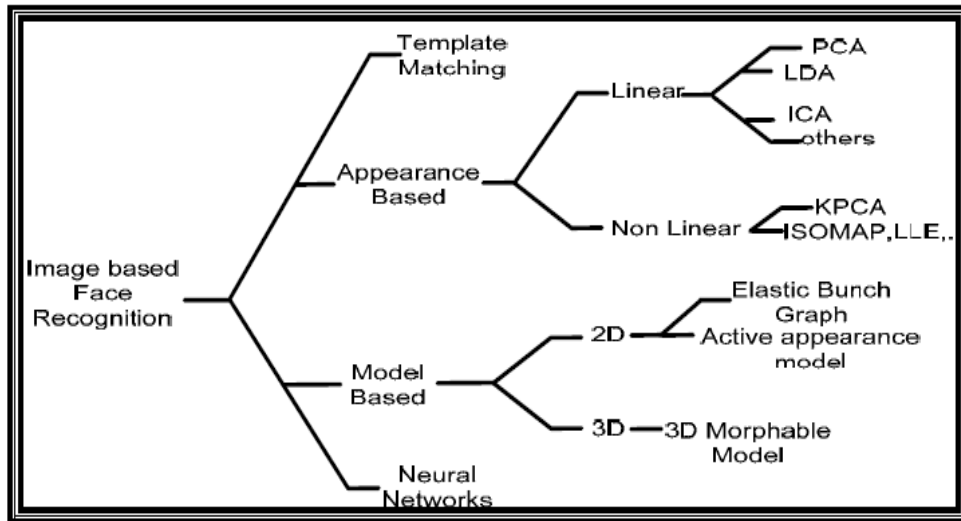 Template
Matching
PCA
LDA
Linear
ICA
others
Appearance
Based
KPCA
Non Linear
ISOMAP,LLE,.
Image based
Face
Recognition
Elastic Bunch
Graph
2D
Active appearance
model
Model
Based
3D
3D Morphable
Model
Neural
Networks